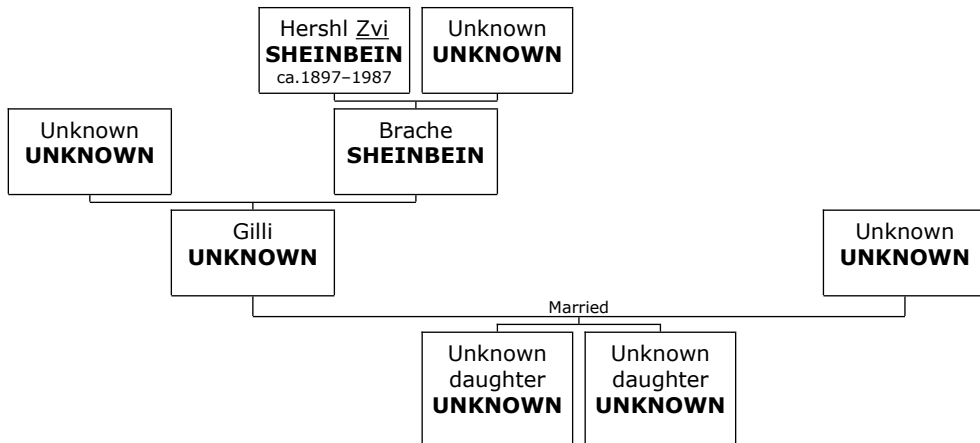 Hershl Zvi
SHEINBEIN
ca.1897–1987
Unknown
UNKNOWN
Unknown
UNKNOWN
Brache
SHEINBEIN
Gilli
UNKNOWN
Unknown
UNKNOWN
Married
Unknown
daughter
UNKNOWN
Unknown
daughter
UNKNOWN